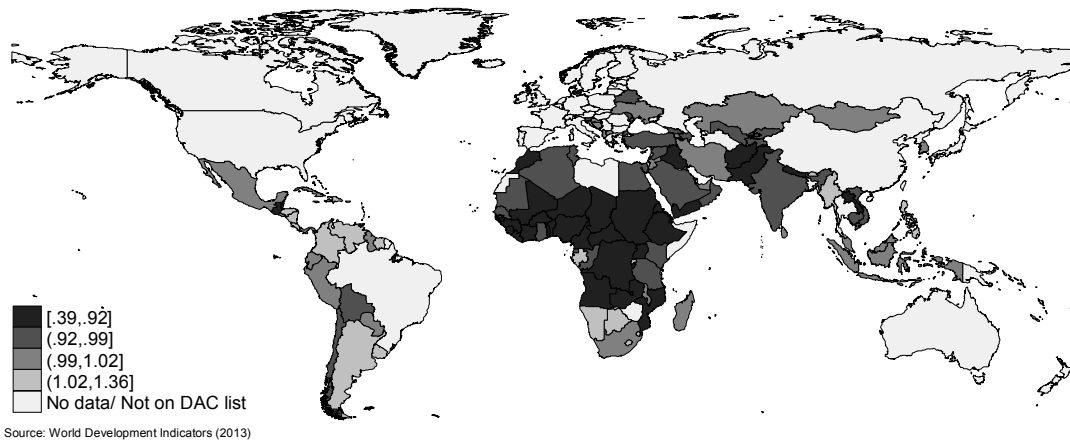 [.39,.92]
(.92,.99]
(.99,1.02]
(1.02,1.36]
No data/ Not on DAC list
Source: World Development Indicators (2013)